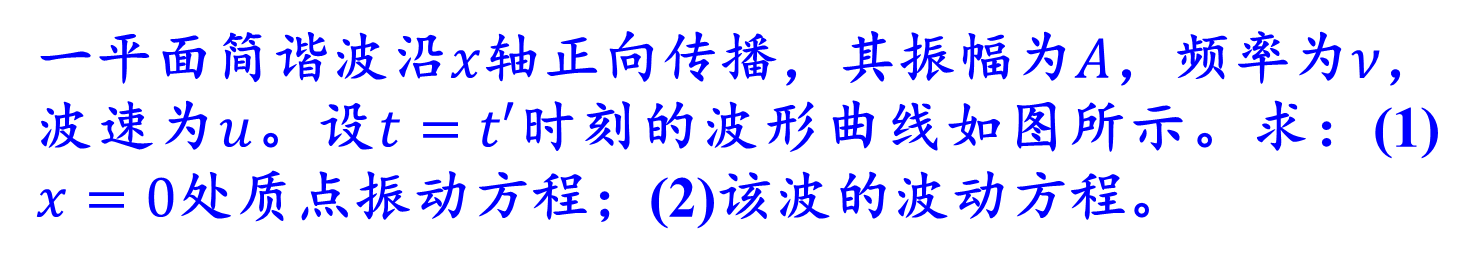 一平面简谐波沿x轴正向传播，其振幅为A，频率为ν，
波速为u。设t = t′时刻的波形曲线如图所示。求：(1)
x = 0处质点振动方程；(2)该波的波动方程。